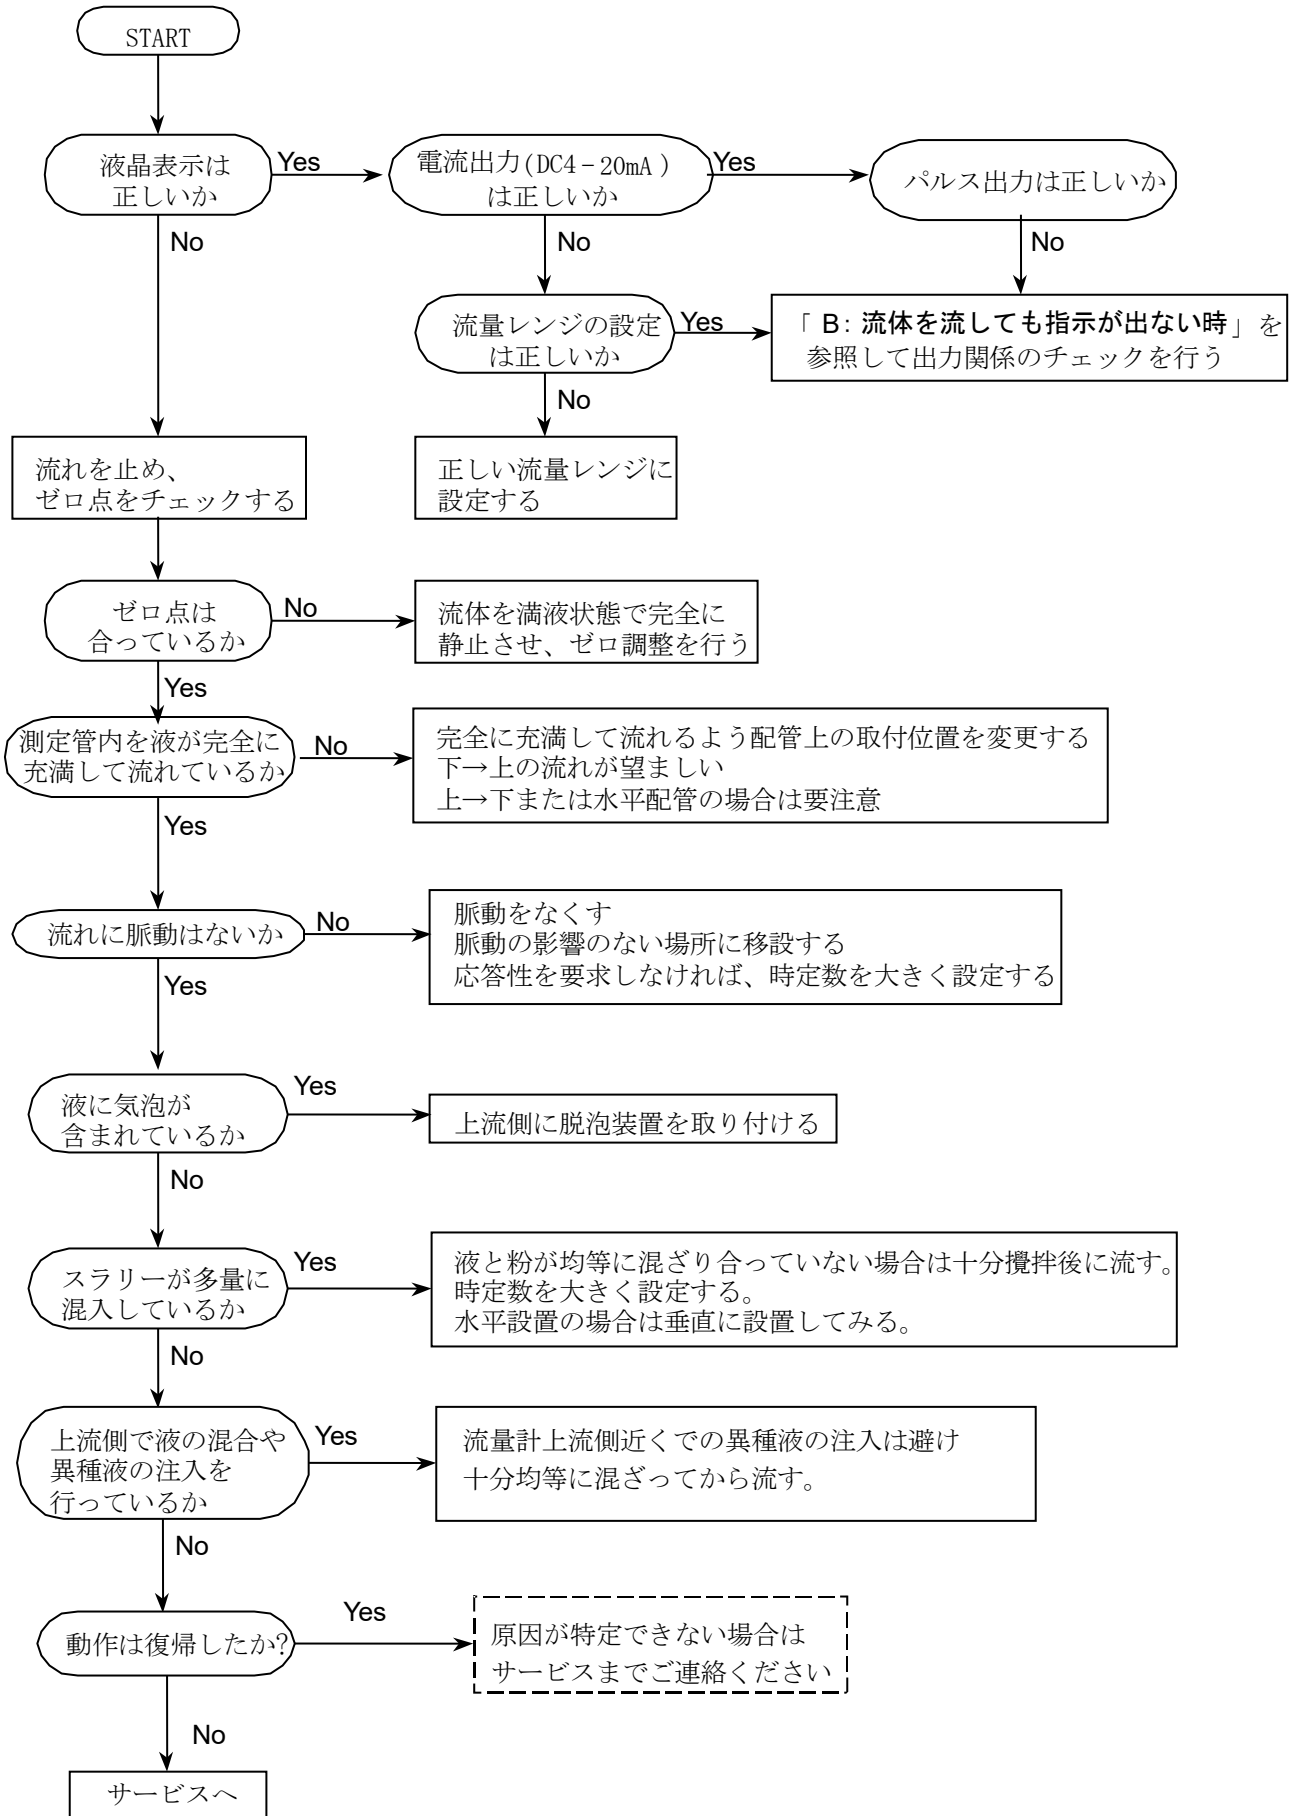 START
液晶表示は
正しいか
Yes
電流出力(DC4－20mA)
は正しいか
Yes
パルス出力は正しいか
No
No
No
流量レンジの設定
は正しいか
Yes
「 B: 流体を流しても指示が出ない時」を
参照して出力関係のチェックを行う
No
流れを止め、
ゼロ点をチェックする
正しい流量レンジに
設定する
ゼロ点は
合っているか
No
流体を満液状態で完全に
静止させ、ゼロ調整を行う
Yes
測定管内を液が完全に
充満して流れているか
No
完全に充満して流れるよう配管上の取付位置を変更する
下→上の流れが望ましい
上→下または水平配管の場合は要注意
Yes
流れに脈動はないか
No
脈動をなくす
脈動の影響のない場所に移設する
応答性を要求しなければ、時定数を大きく設定する
Yes
液に気泡が
含まれているか
Yes
上流側に脱泡装置を取り付ける
No
スラリーが多量に
混入しているか
Yes
液と粉が均等に混ざり合っていない場合は十分攪拌後に流す。
時定数を大きく設定する。
水平設置の場合は垂直に設置してみる。
No
上流側で液の混合や
異種液の注入を
行っているか
Yes
流量計上流側近くでの異種液の注入は避け
十分均等に混ざってから流す。
No
動作は復帰したか?
Yes
原因が特定できない場合は
サービスまでご連絡ください
No
サービスへ